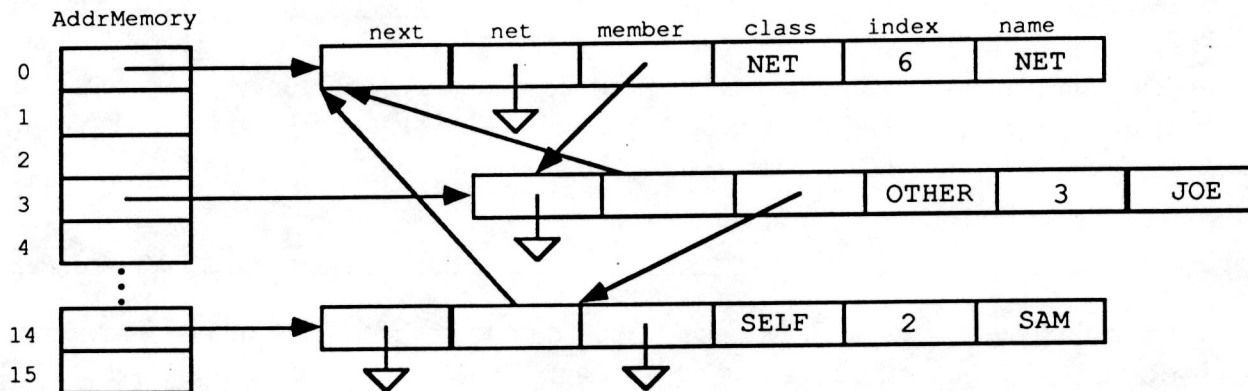 AddrMemory
next net member class index name
0 NET 6 NET
1
2
3 OTHER 3 JOE
4
14 SELF 2 SAM
15